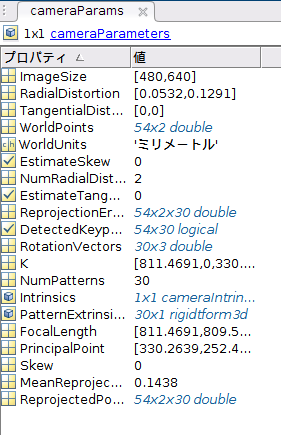 cameraParams
1x1 cameraParameters
プロパティ 値
ImageSize [480,640]
RadialDistortion [0.0532,0.1291]
TangentialDist... [0,0]
WorldPoints 54x2 double
WorldUnits 'ミリメートル'
EstimateSkew 0
NumRadialDist... 2
EstimateTang... 0
ReprojectionEr... 54x2x30 double
DetectedKeyp... 54x30 logical
RotationVectors 30x3 double
K [811.4691,0,330....
NumPatterns 30
Intrinsics 1x1 cameraIntrin...
PatternExtrinsi... 30x1 rigidtform3d
FocalLength [811.4691,809.5...
PrincipalPoint [330.2639,252.4...
Skew 0
MeanReprojec... 0.1438
ReprojectedPo... 54x2x30 double